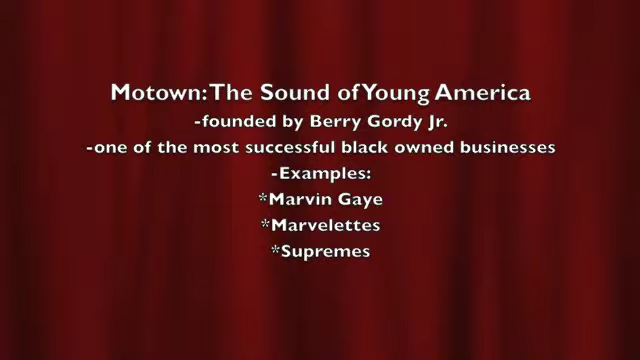 Motown: The Sound of Young America
-founded by Berry Gordy Jr.
-one of the most successful black owned businesses
-Examples:
*Marvin Gaye
*Marvelettes
*Supremes